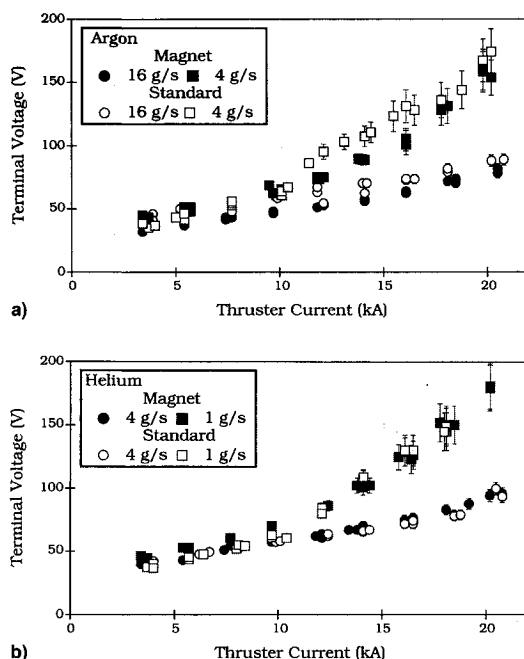 200
150
100
50
0
Terminal Voltage (V)
Argon
Magnet
16 g/s 4 g/s
Standard
16 g/s 4 g/s
0 5 10 15 20
Thruster Current (kA)
a)
200
150
100
50
0
Terminal Voltage (V)
Helium
Magnet
4 g/s 1 g/s
Standard
4 g/s 1 g/s
0 5 10 15 20
Thruster Current (kA)
b)